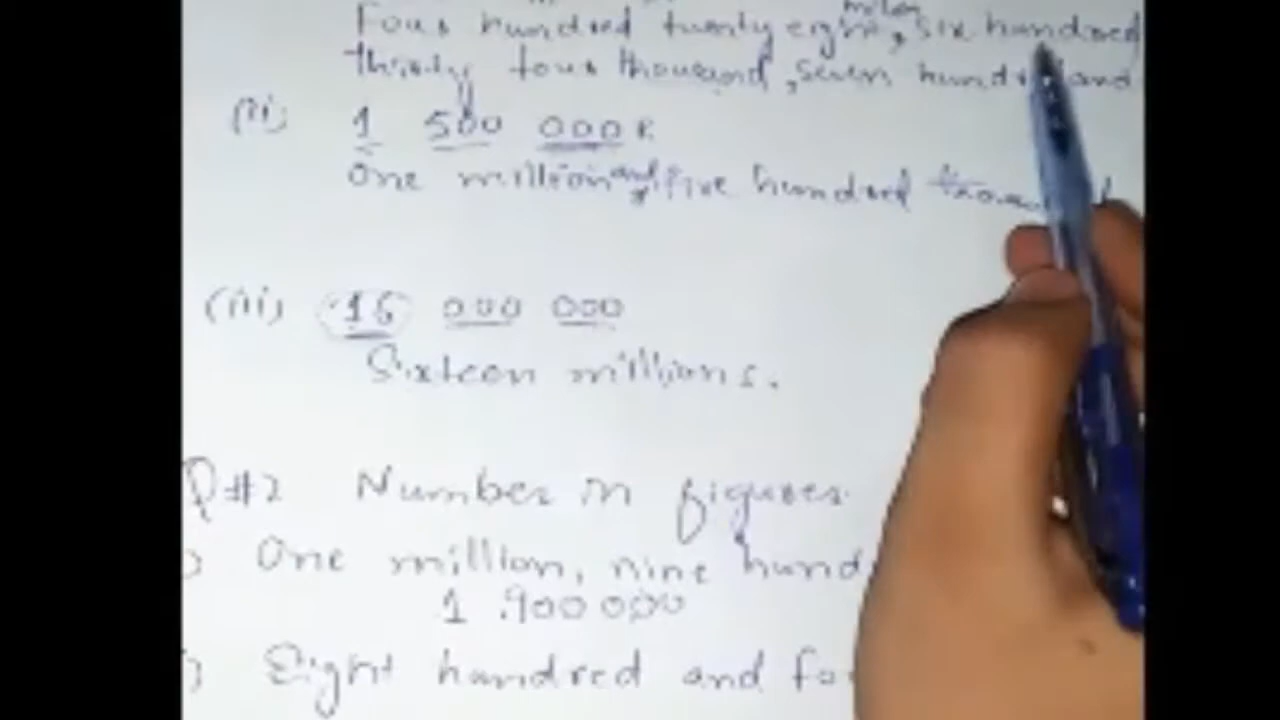 Four hundred twenty eight million, six hundred
thirty four thousand, seven hundred and
(ii) 1 500 000
One million and five hundred
(iii) 16 000 000
Sixteen millions.
Q#2 Number in figures
One million, nine hund
1 900 000
Eight hundred and fo